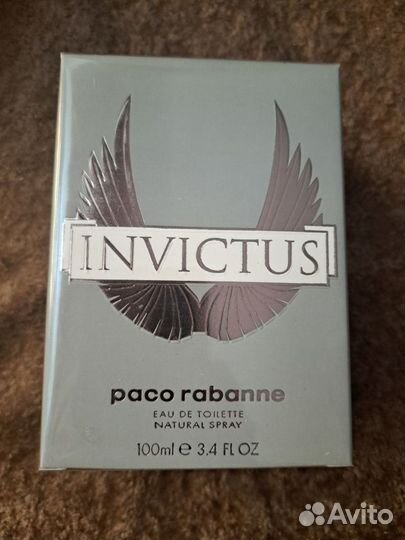 INVICTUS
paco rabanne
EAU DE TOILETTE
NATURAL SPRAY
100ml e 3.4 FL OZ
Avito